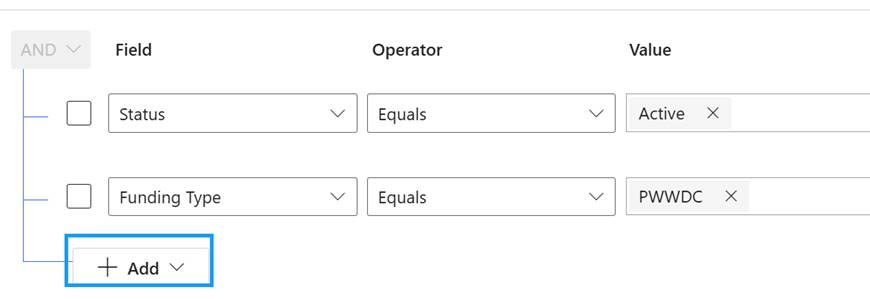 AND Field Operator Value
Status Equals Active
Funding Type Equals PWWDC
Add